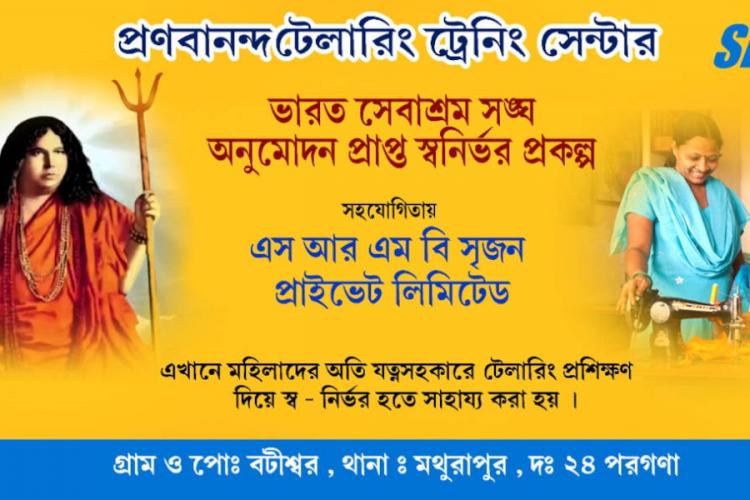 প্রণবানন্দ টেলারিং ট্রেনিং সেন্টার
ভারত সেবাশ্রম সঙ্ঘ
অনুমোদন প্রাপ্ত স্বনির্ভর প্রকল্প
সহযোগিতায়
এস আর এম বি সৃজন
প্রাইভেট লিমিটেড
এখানে মহিলাদের অতি যত্নসহকারে টেলারিং প্রশিক্ষণ
দিয়ে স্ব - নির্ভর হতে সাহায্য করা হয় ।
গ্রাম ও পোঃ বটীশ্বর , থানা ঃ মথুরাপুর , দঃ ২৪ পরগণা